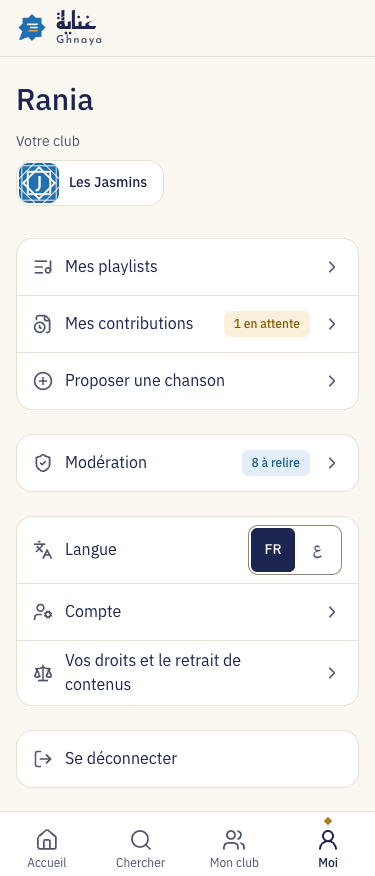 غناية
Ghnaya
Rania
Votre club
J
Les Jasmins
Mes playlists
Mes contributions
1 en attente
Proposer une chanson
Modération
8 à relire
Langue
FR
ع
Compte
Vos droits et le retrait de
contenus
Se déconnecter
Accueil
Chercher
Mon club
Moi